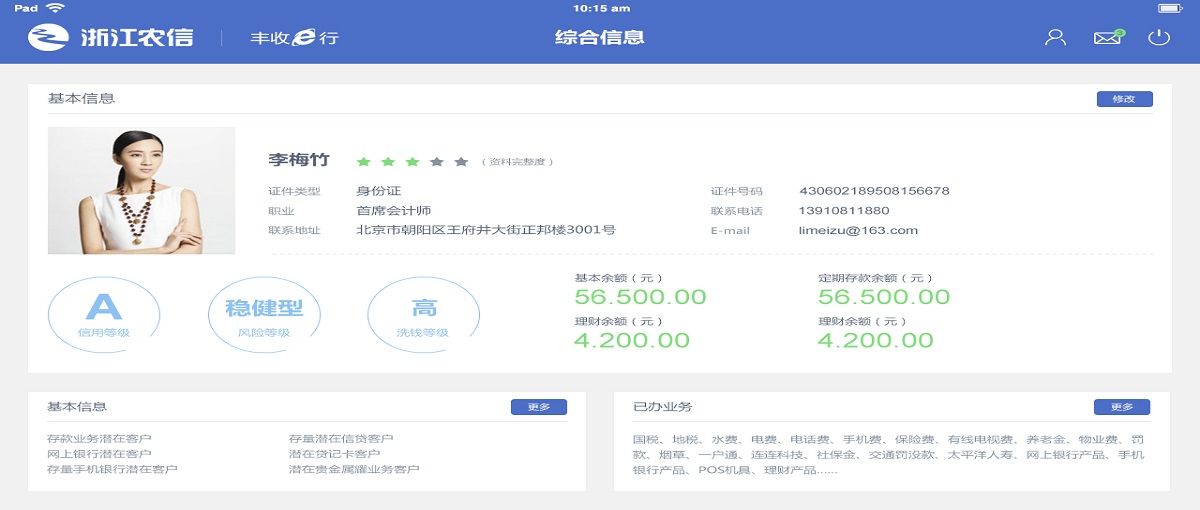 Pad
10:15 am
浙江农信
丰收e行
综合信息
3
基本信息
修改
李梅竹
（资料完整度）
证件类型 身份证
证件号码 430602189508156678
职业 首席会计师
联系电话 13910811880
联系地址 北京市朝阳区王府井大街正邦楼3001号
E-mail limeizu@163.com
A
信用等级
稳健型
风险等级
高
洗钱等级
基本余额（元）
56.500.00
定期存款余额（元）
56.500.00
理财余额（元）
4.200.00
理财余额（元）
4.200.00
基本信息
更多
存款业务潜在客户
存量潜在信贷客户
网上银行潜在客户
潜在贷记卡客户
存量手机银行潜在客户
潜在贵金属耀业务客户
已办业务
更多
国税、地税、水费、电费、电话费、手机费、保险费、有线电视费、养老金、物业费、罚
款、烟草、一户通、连连科技、社保金、交通罚没款、太平洋人寿、网上银行产品、手机
银行产品、POS机具、理财产品......